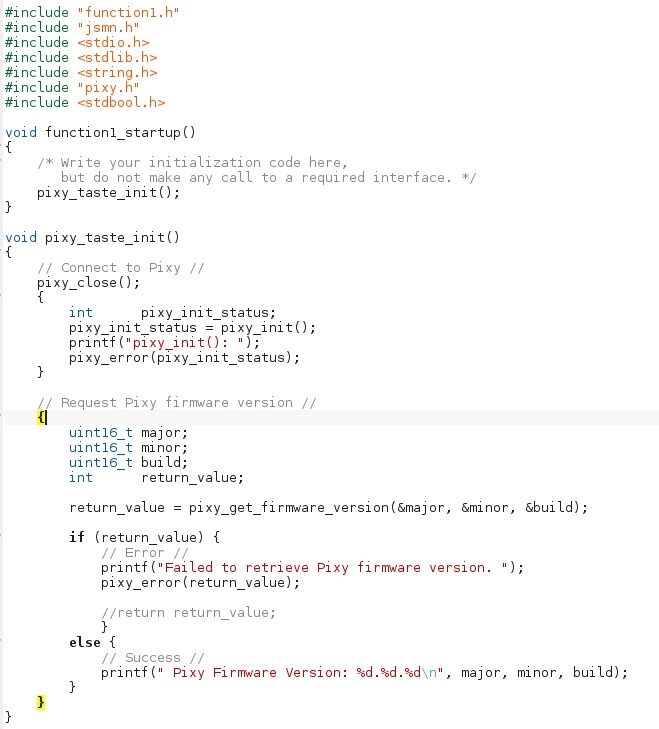 #include "function1.h"
#include "jsmn.h"
#include <stdio.h>
#include <stdlib.h>
#include <string.h>
#include "pixy.h"
#include <stdbool.h>

void function1_startup()
{
    /* Write your initialization code here,
       but do not make any call to a required interface. */
    pixy_taste_init();
}

void pixy_taste_init()
{
    // Connect to Pixy //
    pixy_close();
    {
        int      pixy_init_status;
        pixy_init_status = pixy_init();
        printf("pixy_init(): ");
        pixy_error(pixy_init_status);
    }

    // Request Pixy firmware version //
    {
        uint16_t major;
        uint16_t minor;
        uint16_t build;
        int      return_value;

        return_value = pixy_get_firmware_version(&major, &minor, &build);

        if (return_value) {
            // Error //
            printf("Failed to retrieve Pixy firmware version. ");
            pixy_error(return_value);

            //return return_value;
            }
        else {
            // Success //
            printf(" Pixy Firmware Version: %d.%d.%d\n", major, minor, build);
        }
    }
}